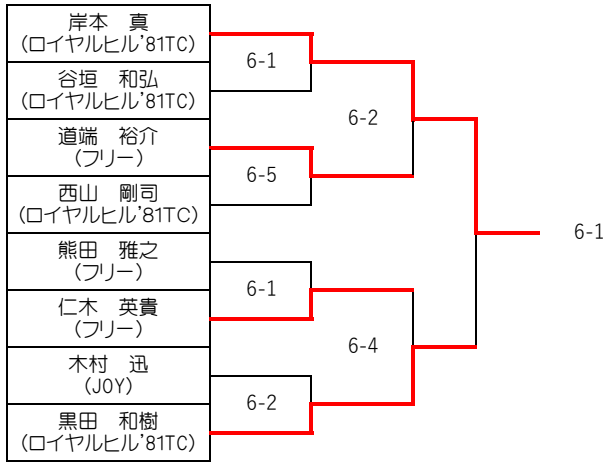 岸本　真
(ロイヤルヒル'81TC)
谷垣　和弘
(ロイヤルヒル'81TC)
6-1
道端　裕介
(フリー)
西山　剛司
(ロイヤルヒル'81TC)
6-5
6-2
熊田　雅之
(フリー)
仁木　英貴
(フリー)
6-1
木村　迅
(JOY)
黒田　和樹
(ロイヤルヒル'81TC)
6-2
6-4
6-1